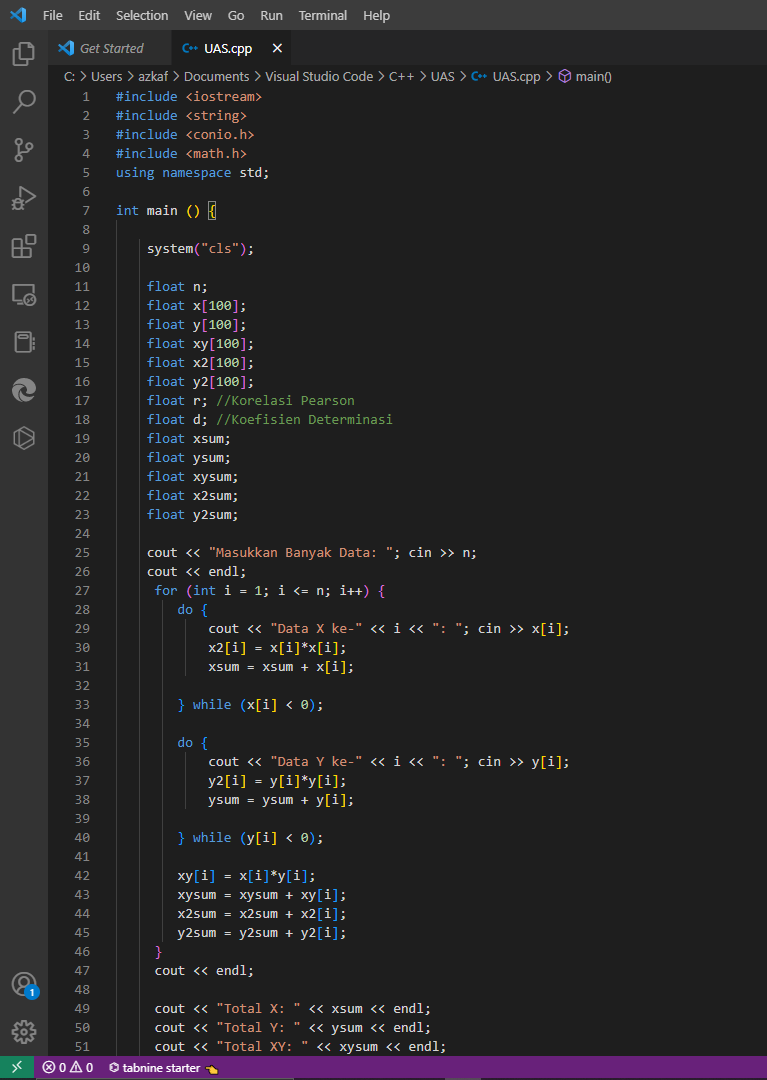 File Edit Selection View Go Run Terminal Help
Get Started UAS.cpp
C: > Users > azkaf > Documents > Visual Studio Code > C++ > UAS > UAS.cpp > main()
1 #include <iostream>
2 #include <string>
3 #include <conio.h>
4 #include <math.h>
5 using namespace std;
6
7 int main () {
8
9 system("cls");
10
11 float n;
12 float x[100];
13 float y[100];
14 float xy[100];
15 float x2[100];
16 float y2[100];
17 float r; //Korelasi Pearson
18 float d; //Koefisien Determinasi
19 float xsum;
20 float ysum;
21 float xysum;
22 float x2sum;
23 float y2sum;
24
25 cout << "Masukkan Banyak Data: "; cin >> n;
26 cout << endl;
27 for (int i = 1; i <= n; i++) {
28 do {
29 cout << "Data X ke-" << i << ": "; cin >> x[i];
30 x2[i] = x[i]*x[i];
31 xsum = xsum + x[i];
32
33 } while (x[i] < 0);
34
35 do {
36 cout << "Data Y ke-" << i << ": "; cin >> y[i];
37 y2[i] = y[i]*y[i];
38 ysum = ysum + y[i];
39
40 } while (y[i] < 0);
41
42 xy[i] = x[i]*y[i];
43 xysum = xysum + xy[i];
44 x2sum = x2sum + x2[i];
45 y2sum = y2sum + y2[i];
46 }
47 cout << endl;
48
49 cout << "Total X: " << xsum << endl;
50 cout << "Total Y: " << ysum << endl;
51 cout << "Total XY: " << xysum << endl;
1
0 0 tabnine starter